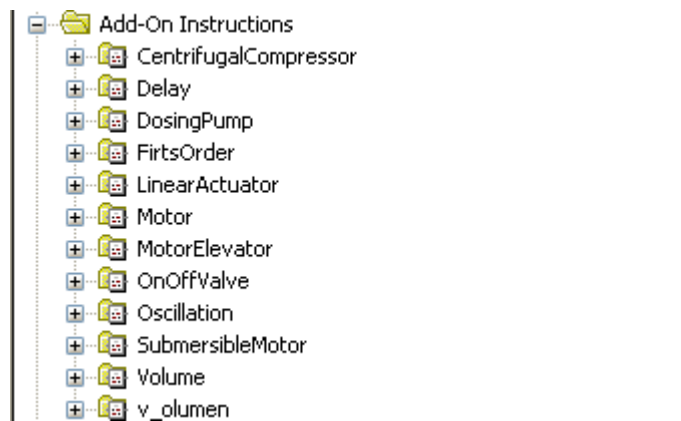 Add-On Instructions
CentrifugalCompressor
Delay
DosingPump
FirtsOrder
LinearActuator
Motor
MotorElevator
OnOffValve
Oscillation
SubmersibleMotor
Volume
v_olumen